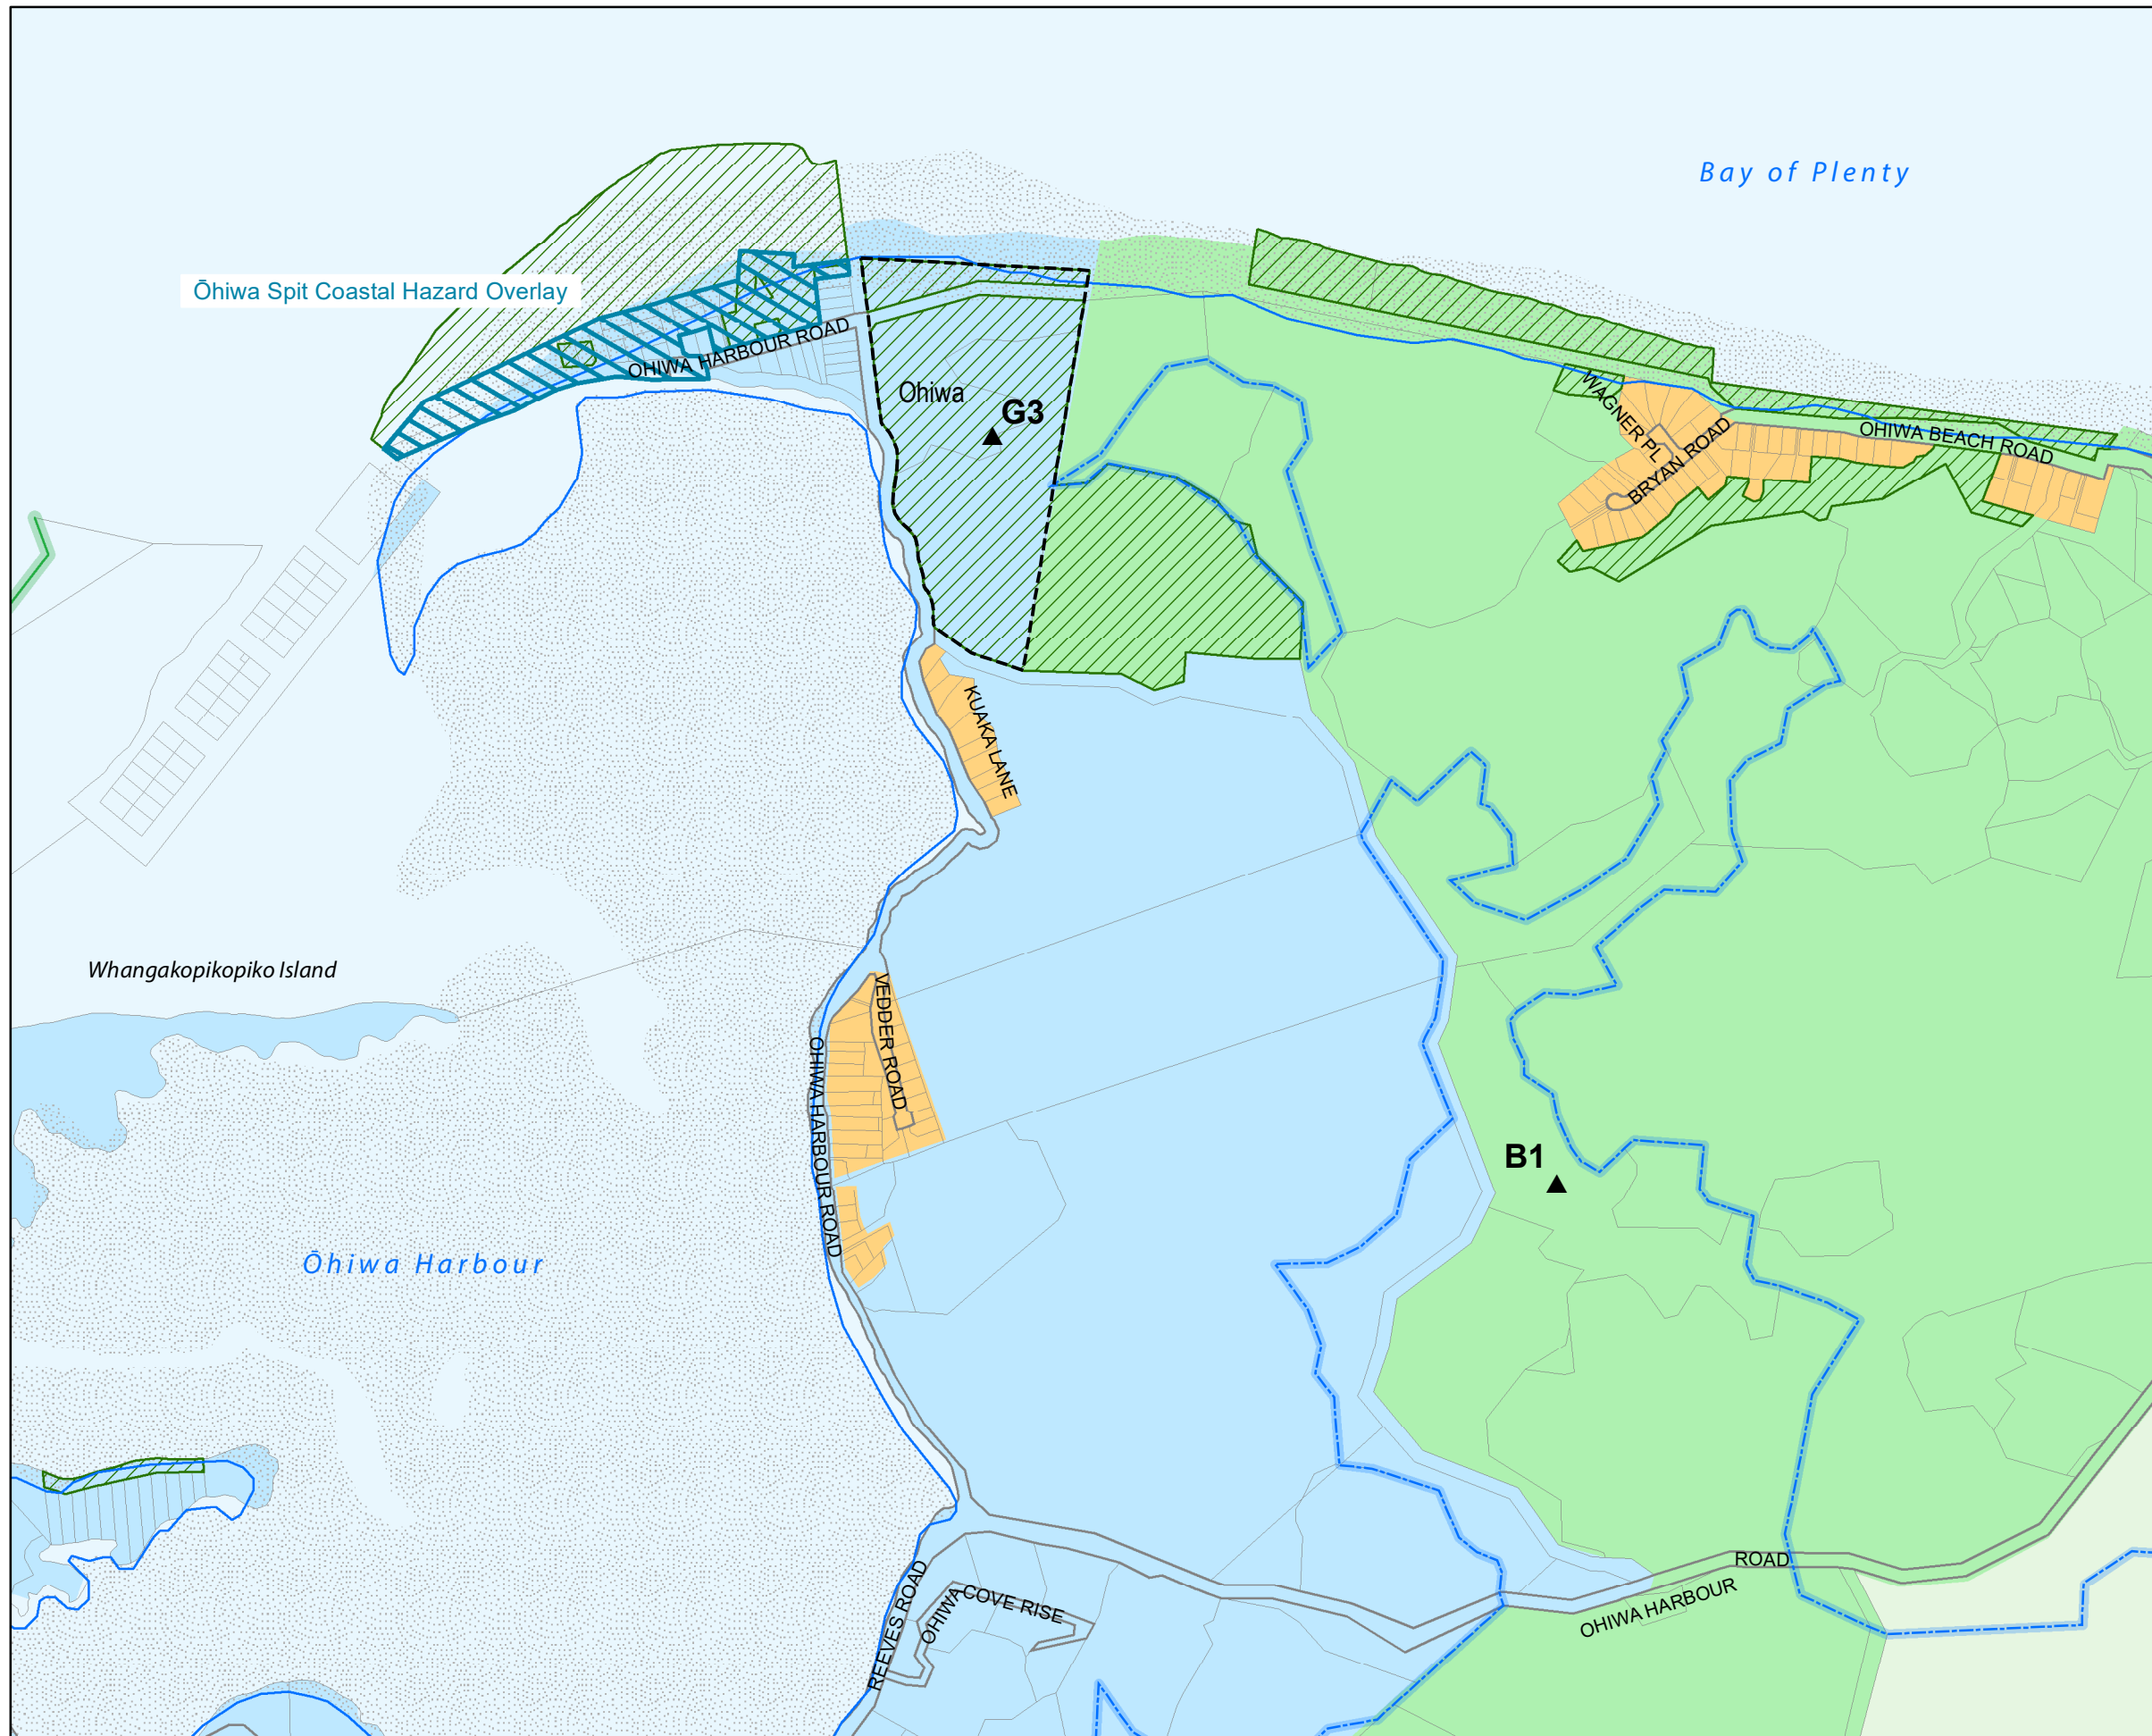 Bay of Plenty
Ōhiwa Spit Coastal Hazard Overlay
OHIWA HARBOUR ROAD
Ohiwa
G3
WAGNER PL
BRYAN ROAD
OHIWA BEACH ROAD
KUAKA LANE
Whangakopikopiko Island
VEDDER ROAD
OHIWA HARBOUR ROAD
B1
Ōhiwa Harbour
ROAD
OHIWA HARBOUR
REEVES ROAD
OHIWA COVE RISE